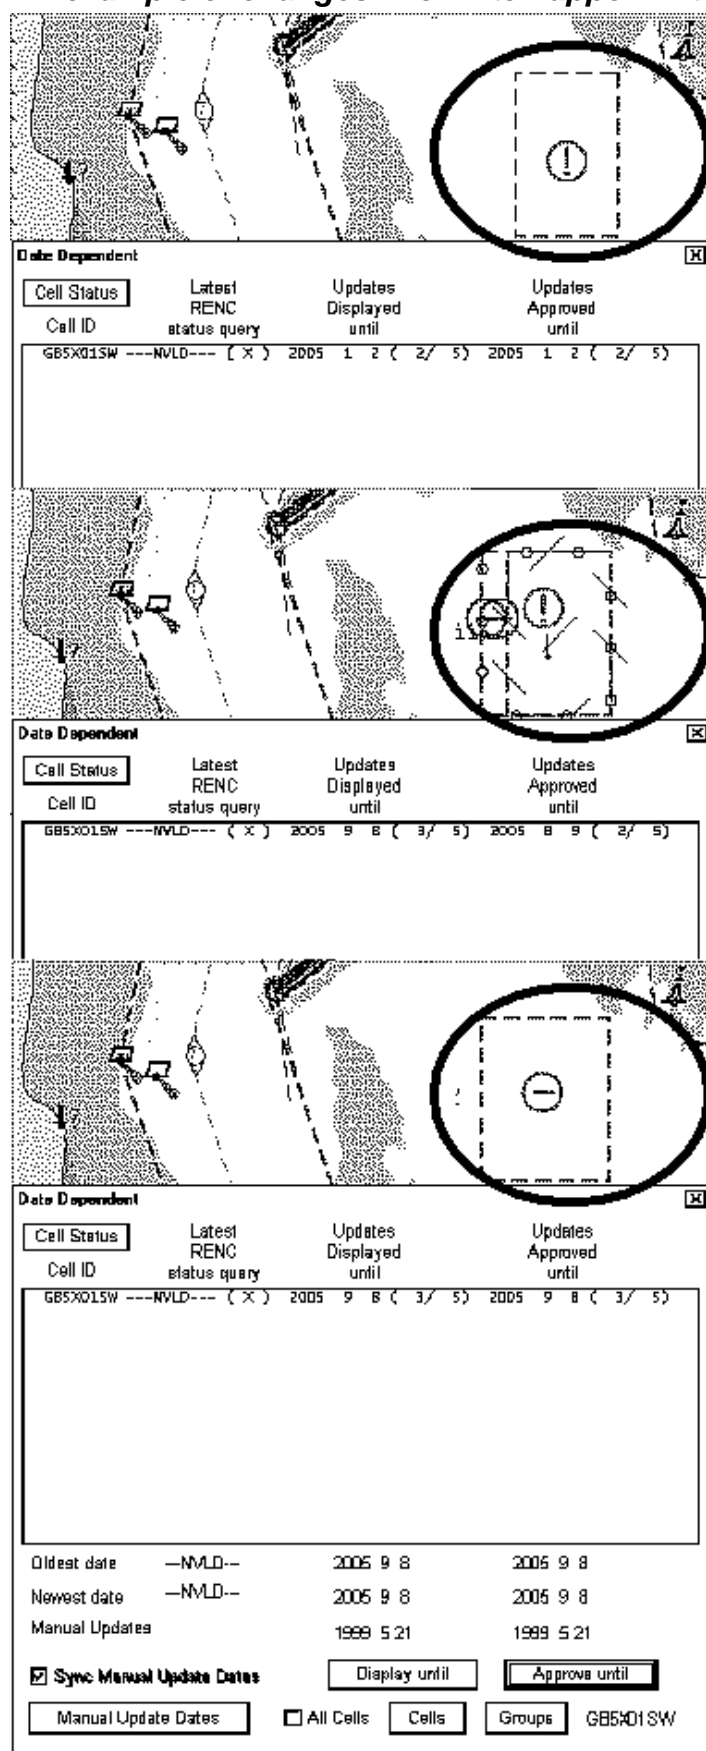 Date Dependent
Cell Status Latest RENC status query Updates Displayed until Updates Approved until
Cell ID
GB5X01SW ---NVLD--- ( X ) 2005 1 2 ( 2/ 5) 2005 1 2 ( 2/ 5)
Date Dependent
Cell Status Latest RENC status query Updates Displayed until Updates Approved until
Cell ID
GB5X01SW ---NVLD--- ( X ) 2005 9 8 ( 3/ 5) 2005 8 9 ( 2/ 5)
Date Dependent
Cell Status Latest RENC status query Updates Displayed until Updates Approved until
Cell ID
GB5X01SW ---NVLD--- ( X ) 2005 9 8 ( 3/ 5) 2005 9 8 ( 3/ 5)
Oldest date ---NVLD--- 2005 9 8 2005 9 8
Newest date ---NVLD--- 2005 9 8 2005 9 8
Manual Updates 1999 5 21 1999 5 21
Sync Manual Update Dates Display until Approve until
Manual Update Dates All Cells Cells Groups GB5X01SW